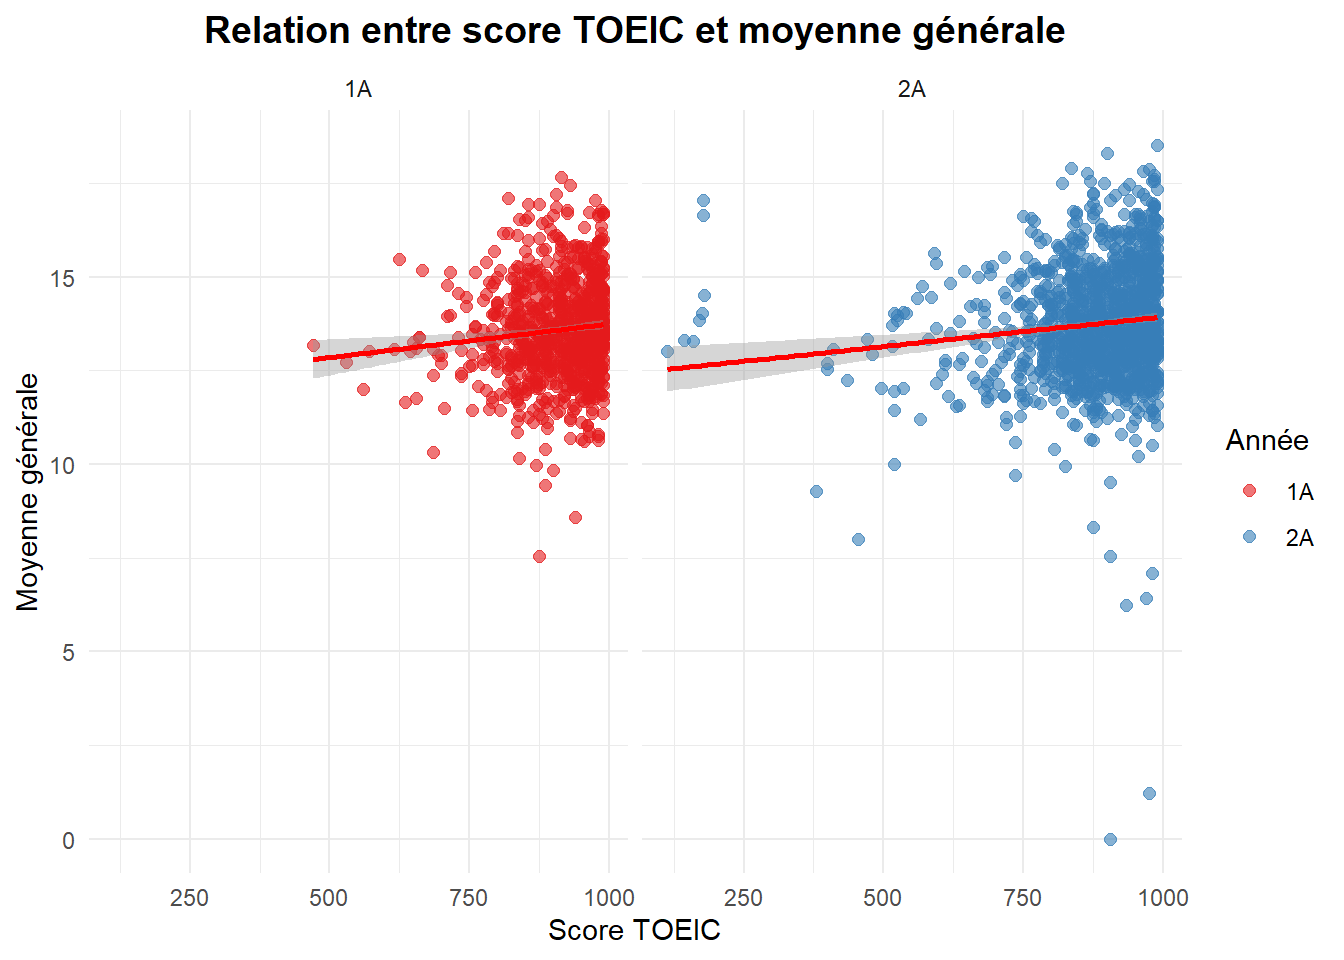 Relation entre score TOEIC et moyenne générale
1A
2A
Moyenne générale
15
10
5
0
250
500
750
1000
250
500
750
1000
Score TOEIC
Année
1A
2A